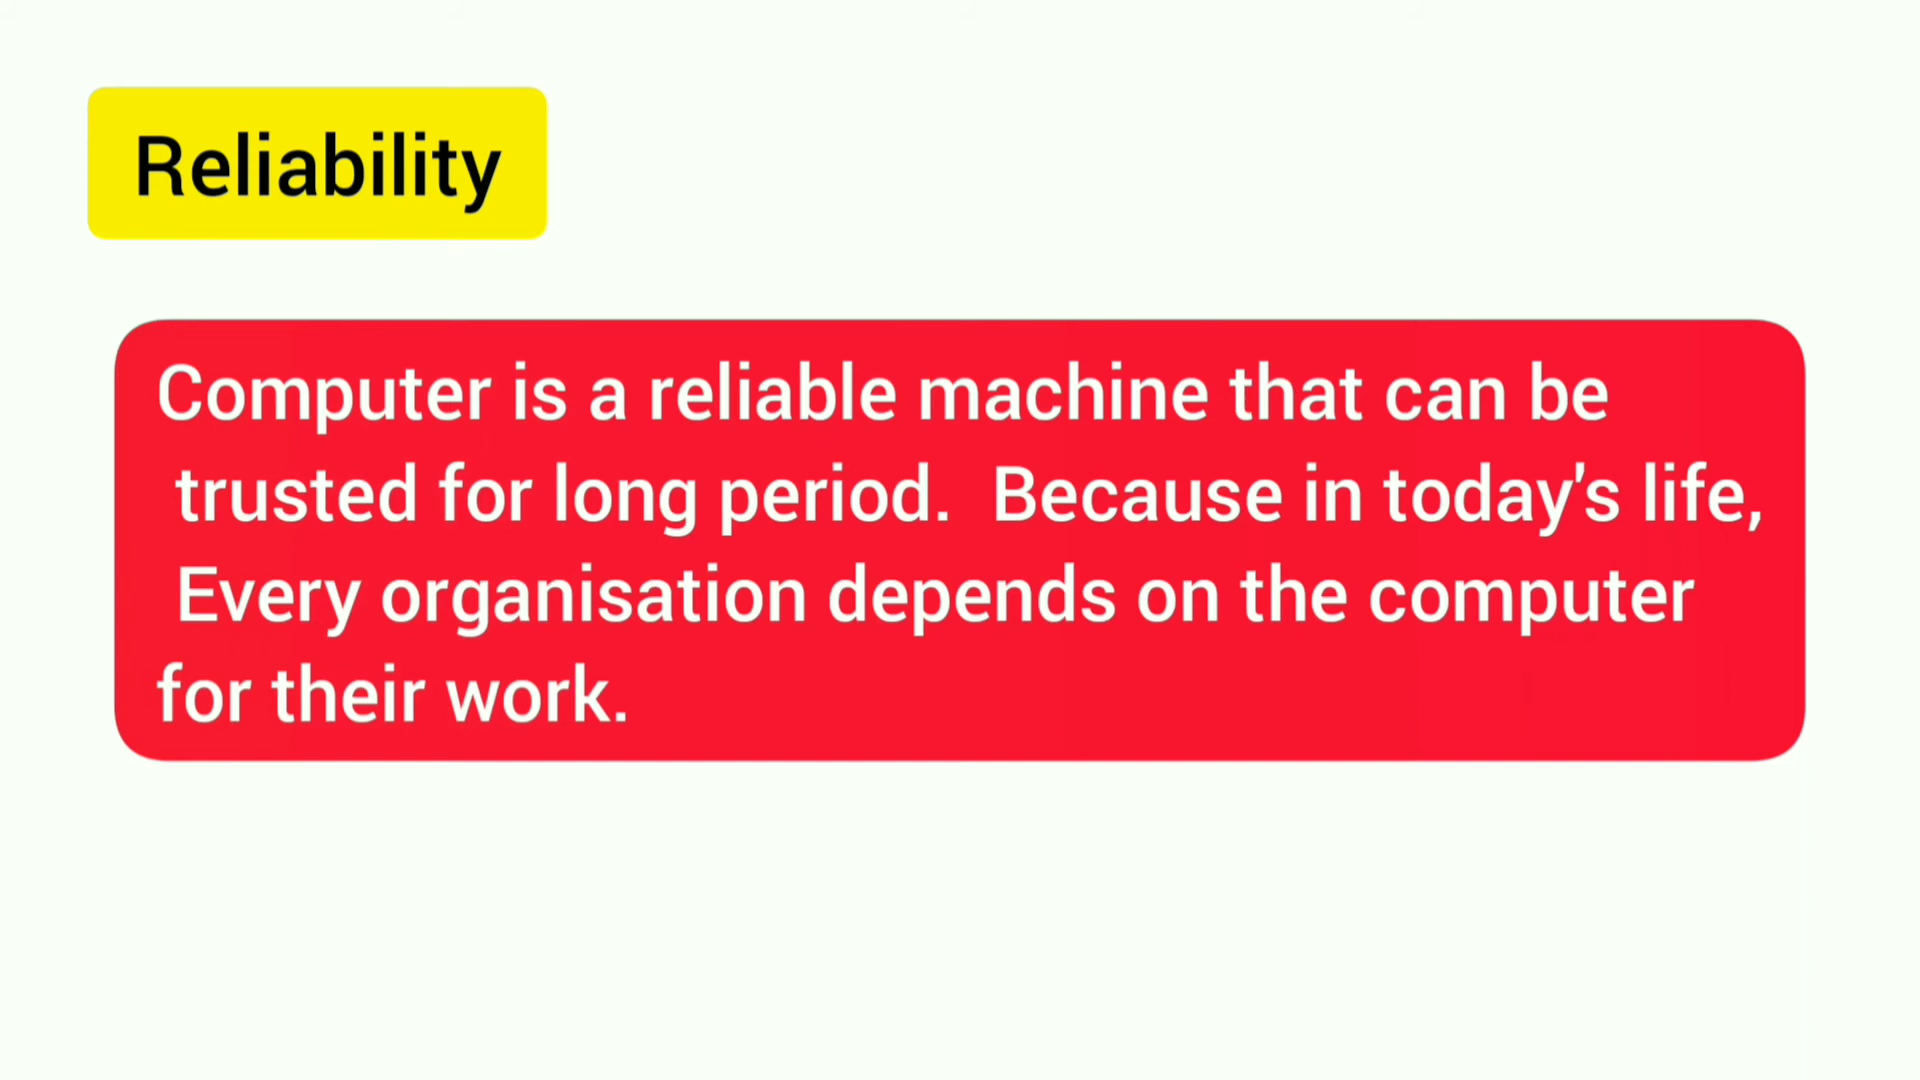 Reliability
Computer is a reliable machine that can be
trusted for long period.  Because in today's life,
Every organisation depends on the computer
for their work.